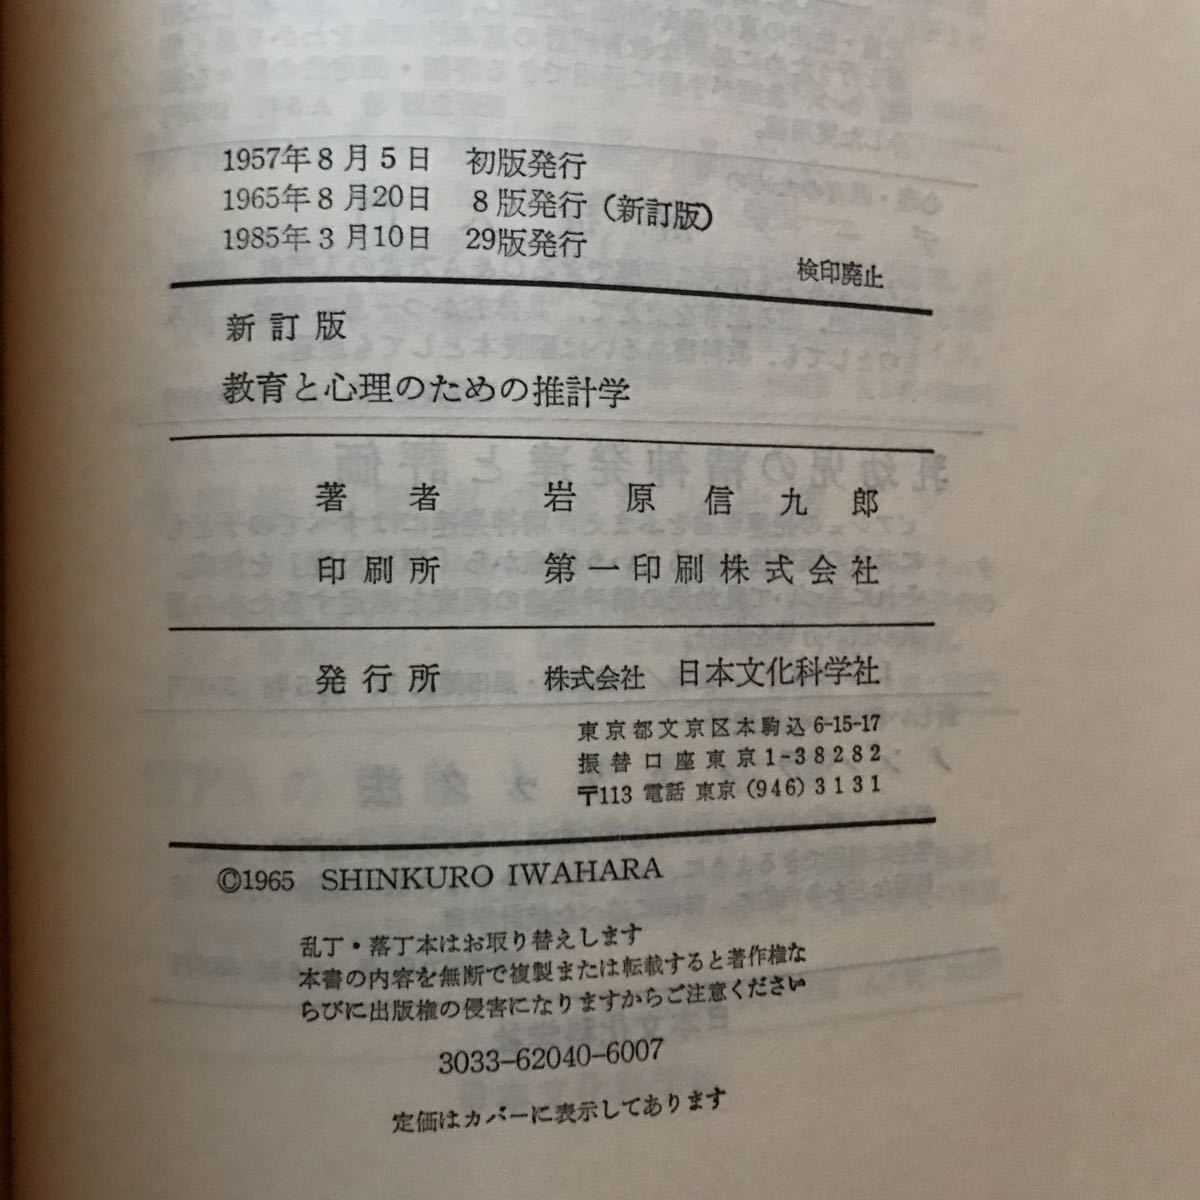 1957年8月5日 初版発行
1965年8月20日 8版発行（新訂版）
1985年3月10日 29版発行
検印廃止
新訂版
教育と心理のための推計学
著者 岩原信九郎
印刷所 第一印刷株式会社
発行所 株式会社 日本文化科学社
東京都文京区本駒込 6-15-17
振替口座東京1-38282
〒113 電話 東京 (946) 3131
©1965 SHINKURO IWAHARA
乱丁・落丁本はお取り替えします
本書の内容を無断で複製または転載すると著作権な
らびに出版権の侵害になりますからご注意ください
3033-62040-6007
定価はカバーに表示してあります